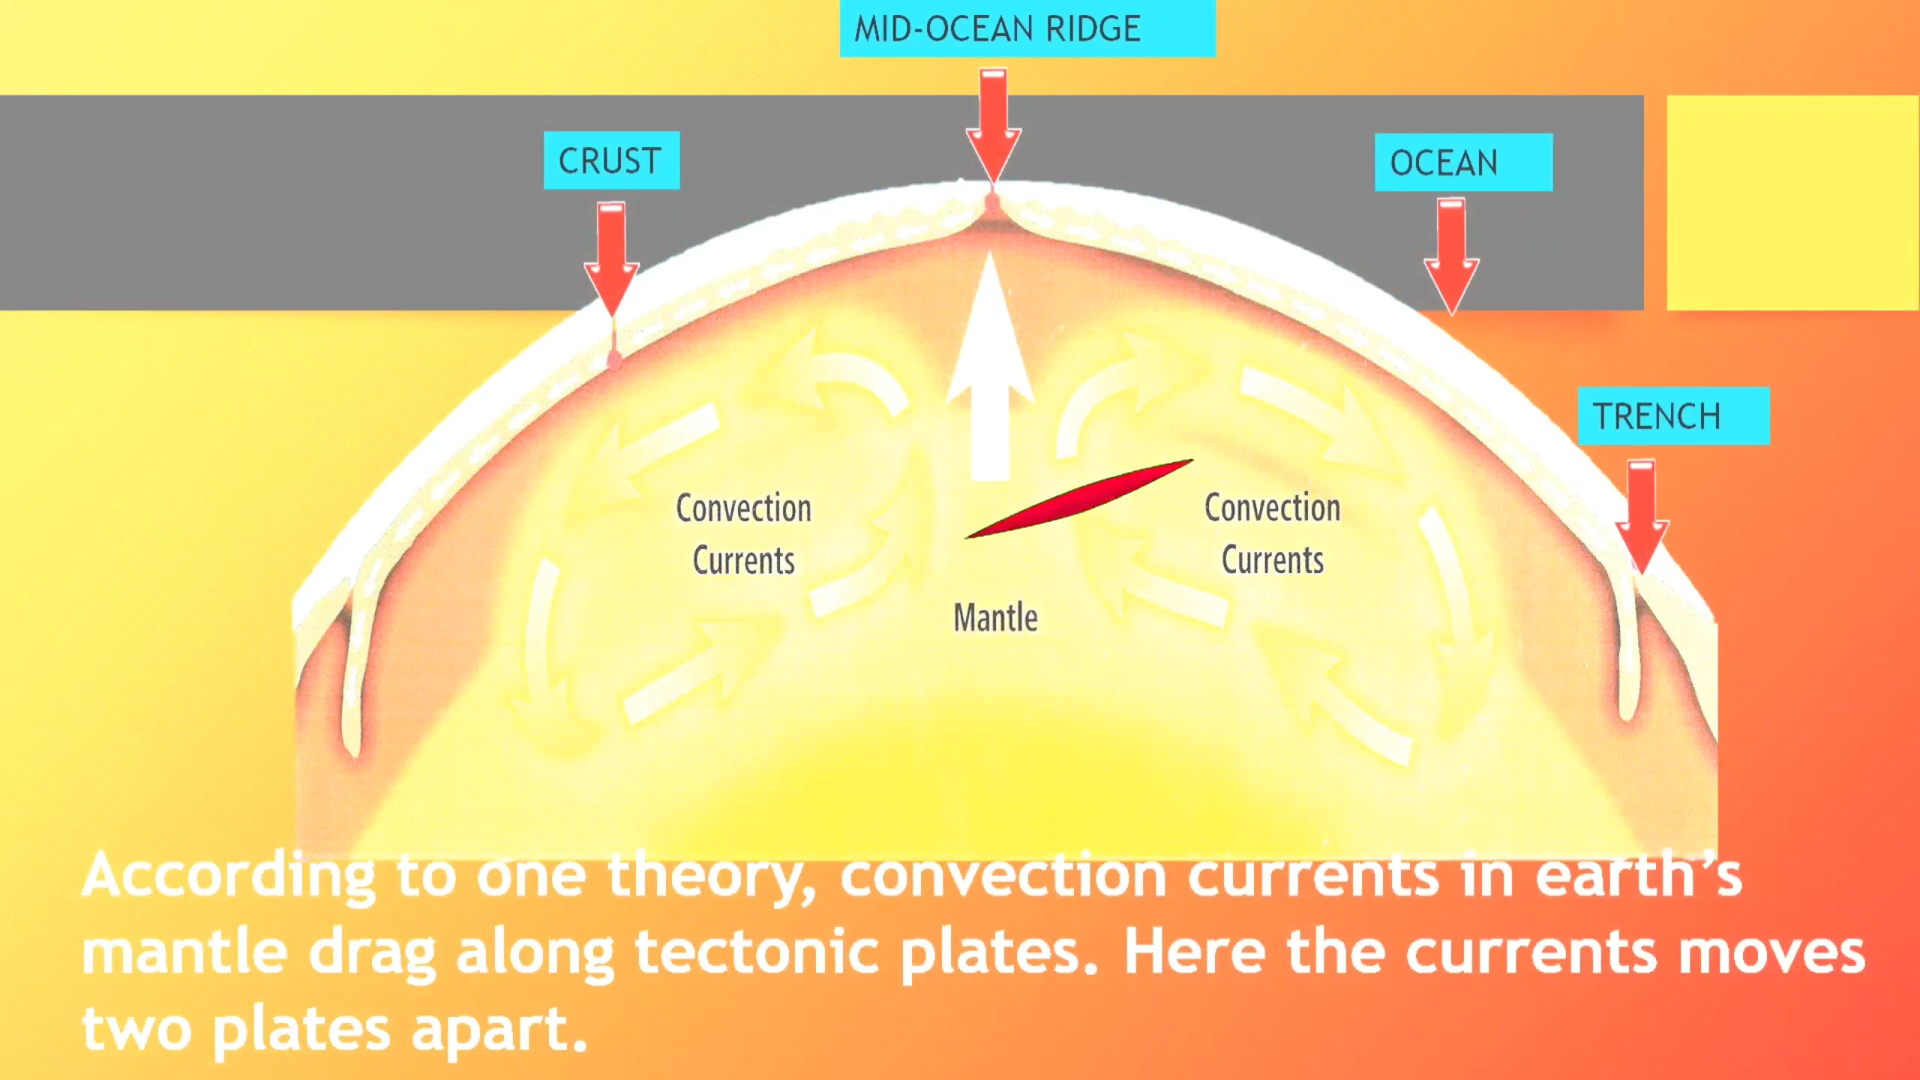 MID-OCEAN RIDGE
CRUST
OCEAN
TRENCH
Convection
Currents
Convection
Currents
Mantle
According to one theory, convection currents in earth’s
mantle drag along tectonic plates. Here the currents moves
two plates apart.